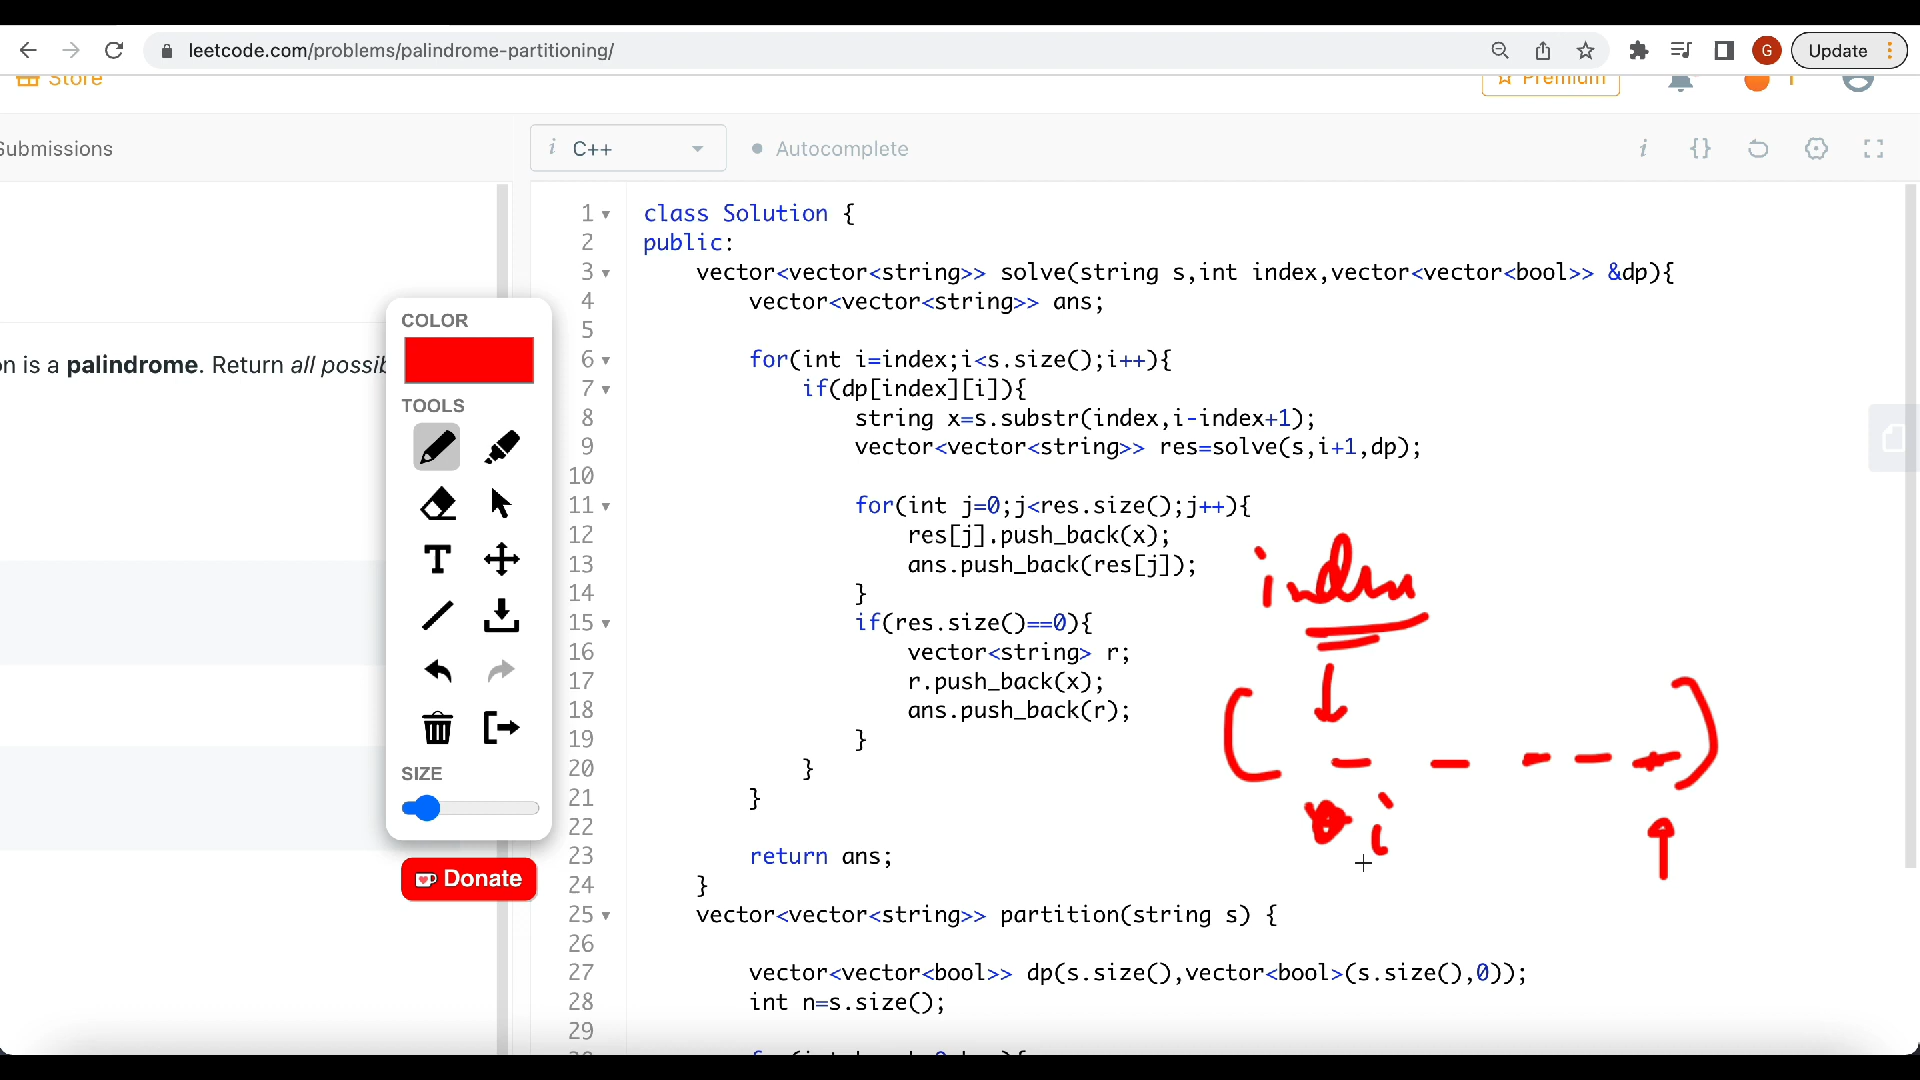 leetcode.com/problems/palindrome-partitioning/
G
Update
Store
Premium
Submissions
i C++
Autocomplete
i {}
n is a palindrome. Return all possib
COLOR
TOOLS
T
SIZE
Donate
1 class Solution {
2 public:
3 vector<vector<string>> solve(string s,int index,vector<vector<bool>> &dp){
4 vector<vector<string>> ans;
5
6 for(int i=index;i<s.size();i++){
7 if(dp[index][i]){
8 string x=s.substr(index,i-index+1);
9 vector<vector<string>> res=solve(s,i+1,dp);
10
11 for(int j=0;j<res.size();j++){
12 res[j].push_back(x);
13 ans.push_back(res[j]);
14 }
15 if(res.size()==0){
16 vector<string> r;
17 r.push_back(x);
18 ans.push_back(r);
19 }
20 }
21 }
22
23 return ans;
24 }
25 vector<vector<string>> partition(string s) {
26
27 vector<vector<bool>> dp(s.size(),vector<bool>(s.size(),0));
28 int n=s.size();
29
index
i